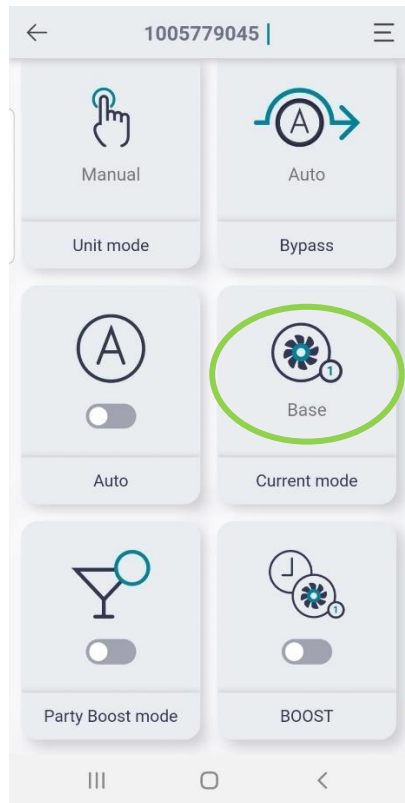 1005779045
Manual
A
Auto
Unit mode
Bypass
A
1
Base
Auto
Current mode
1
Party Boost mode
BOOST